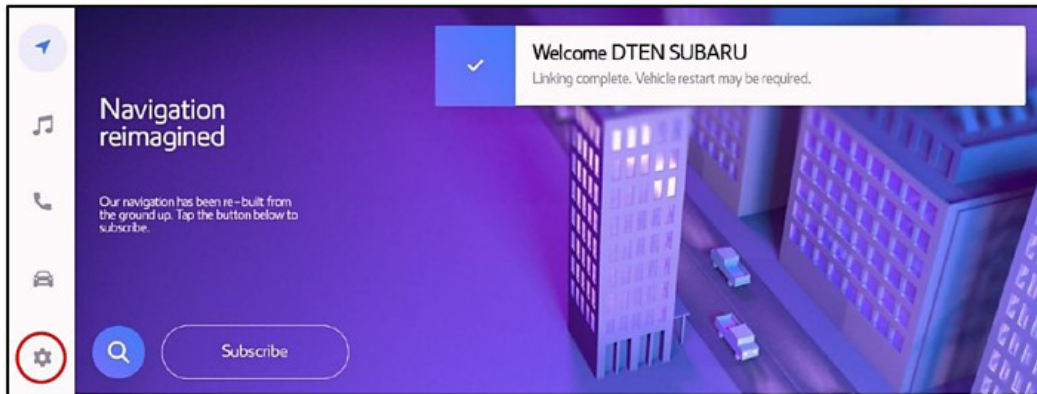 Welcome DTEN SUBARU
Linking complete. Vehicle restart may be required.
Navigation
reimagined
Our navigation has been re-built from
the ground up. Tap the button below to
subscribe.
Subscribe